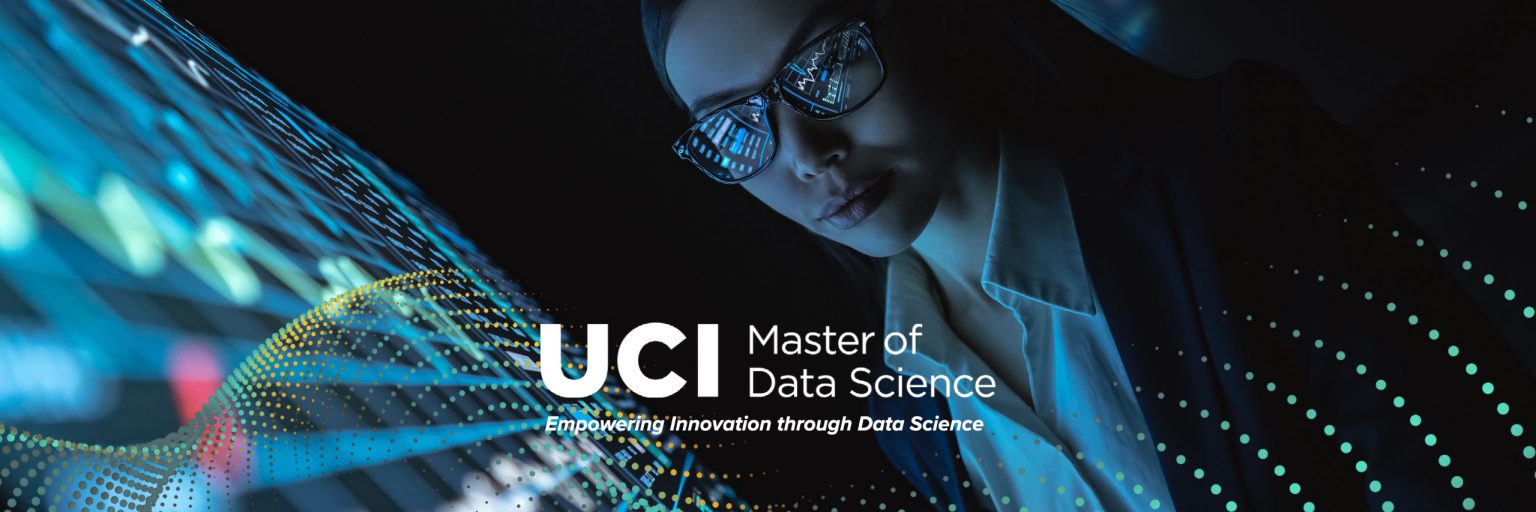 UCI Master of
Data Science
Empowering Innovation through Data Science